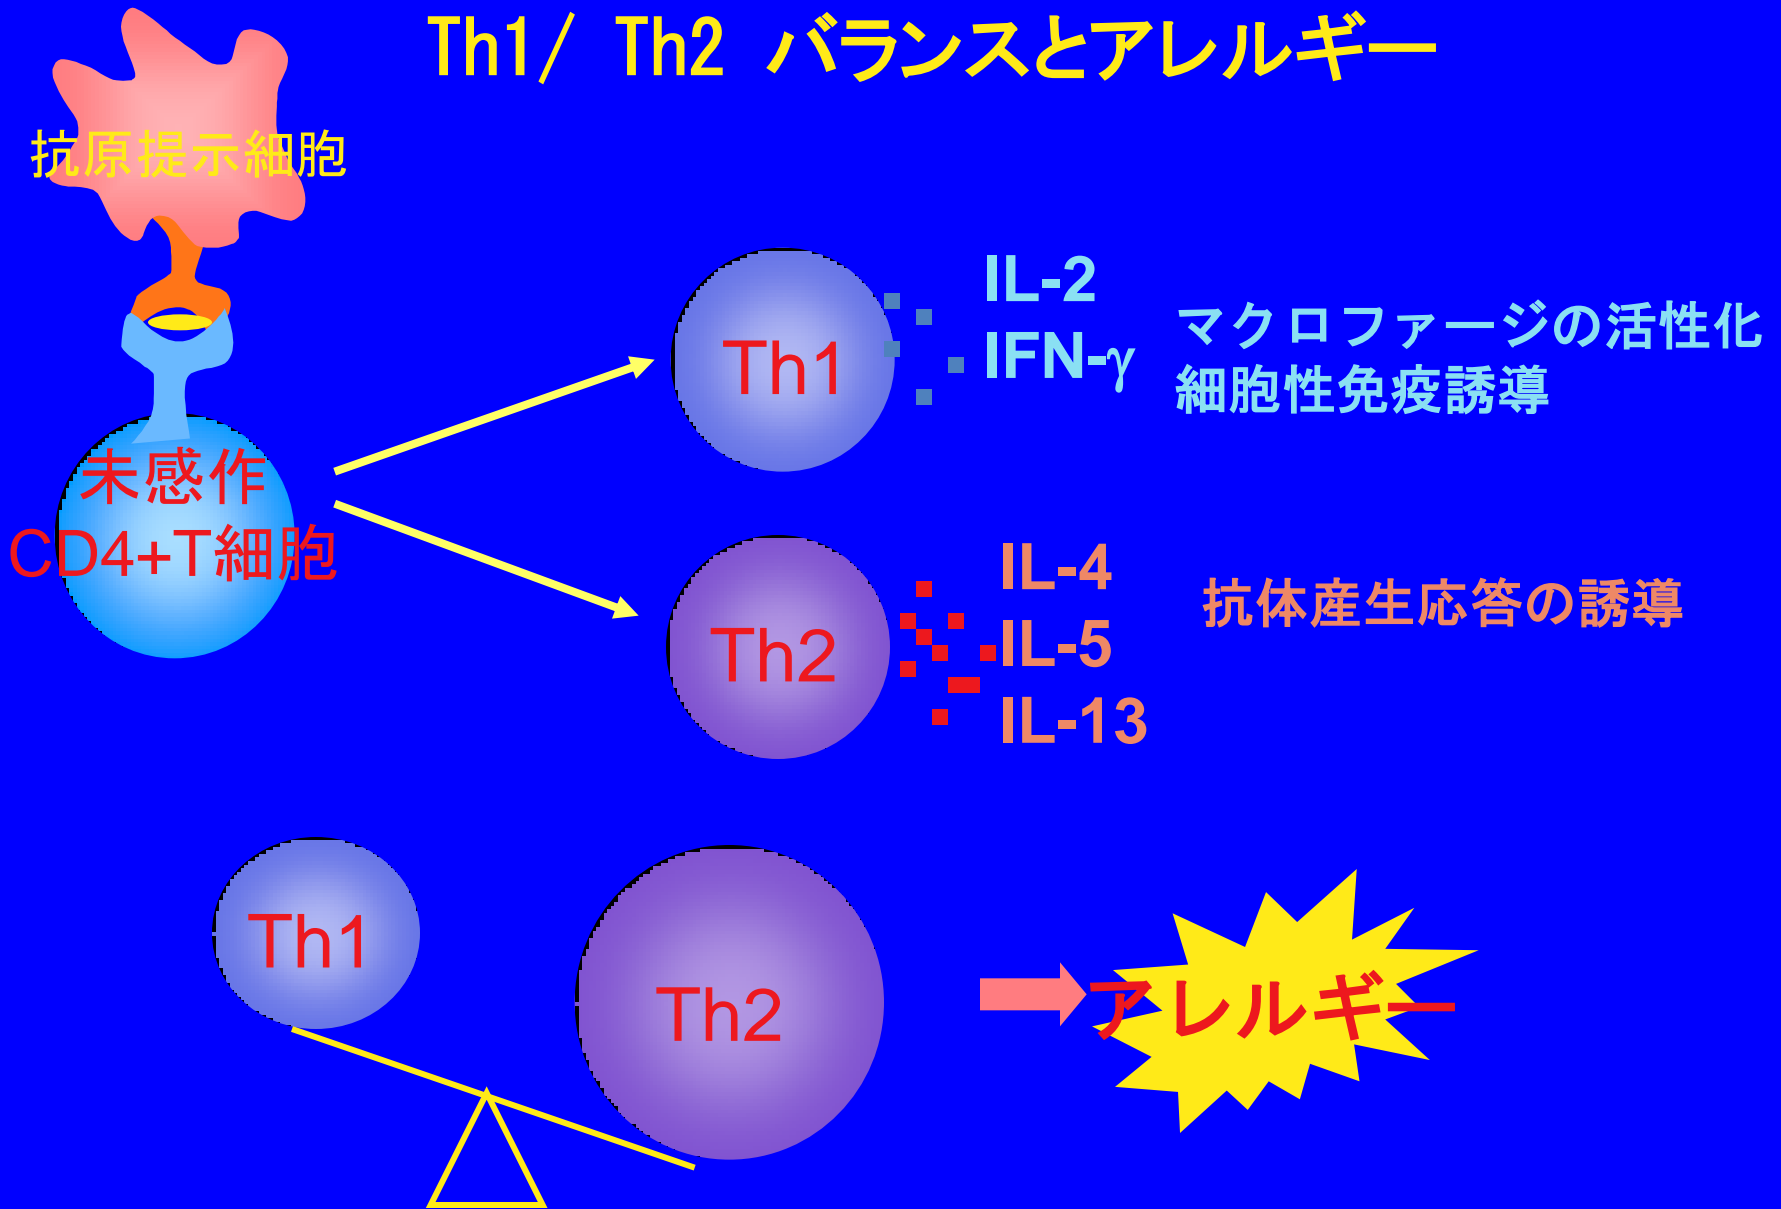 Th1/ Th2 バランスとアレルギー
抗原提示細胞
未感作
CD4+T細胞
Th1
IL-2
IFN-γ
マクロファージの活性化
細胞性免疫誘導
Th2
IL-4
IL-5
IL-13
抗体産生応答の誘導
Th1
Th2
アレルギー